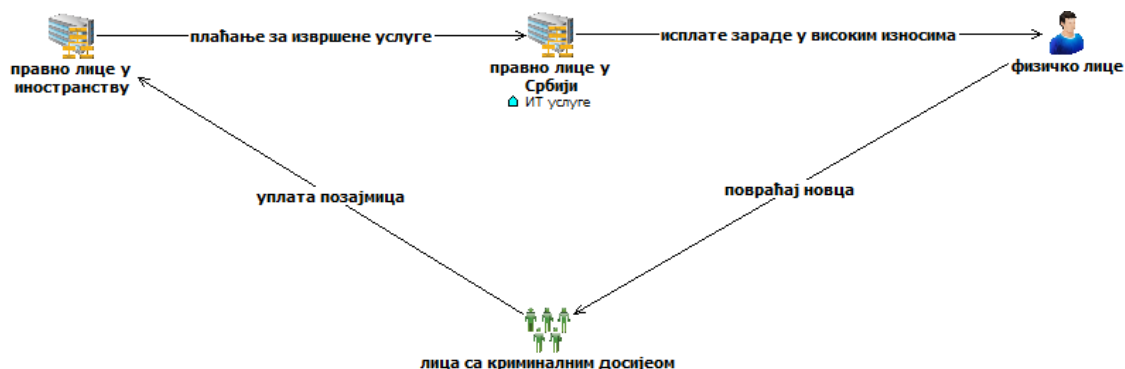 плаћање за извршене услуге
исплате зараде у високим износима
правно лице у
иностранству
правно лице у
Србији
ИТ услуге
физичко лице
уплата позајмица
повраћај новца
лица са криминалним досијеом